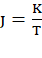 J = K/T